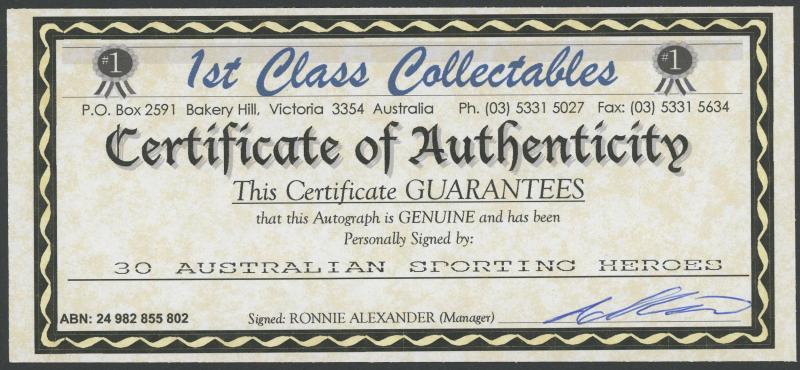 #1 1st Class Collectables #1
P.O. Box 2591 Bakery Hill, Victoria 3354 Australia Ph. (03) 5331 5027 Fax: (03) 5331 5634
Certificate of Authenticity
This Certificate GUARANTEES
that this Autograph is GENUINE and has been
Personally Signed by:
30 AUSTRALIAN SPORTING HEROES
ABN: 24 982 855 802 Signed: RONNIE ALEXANDER (Manager)